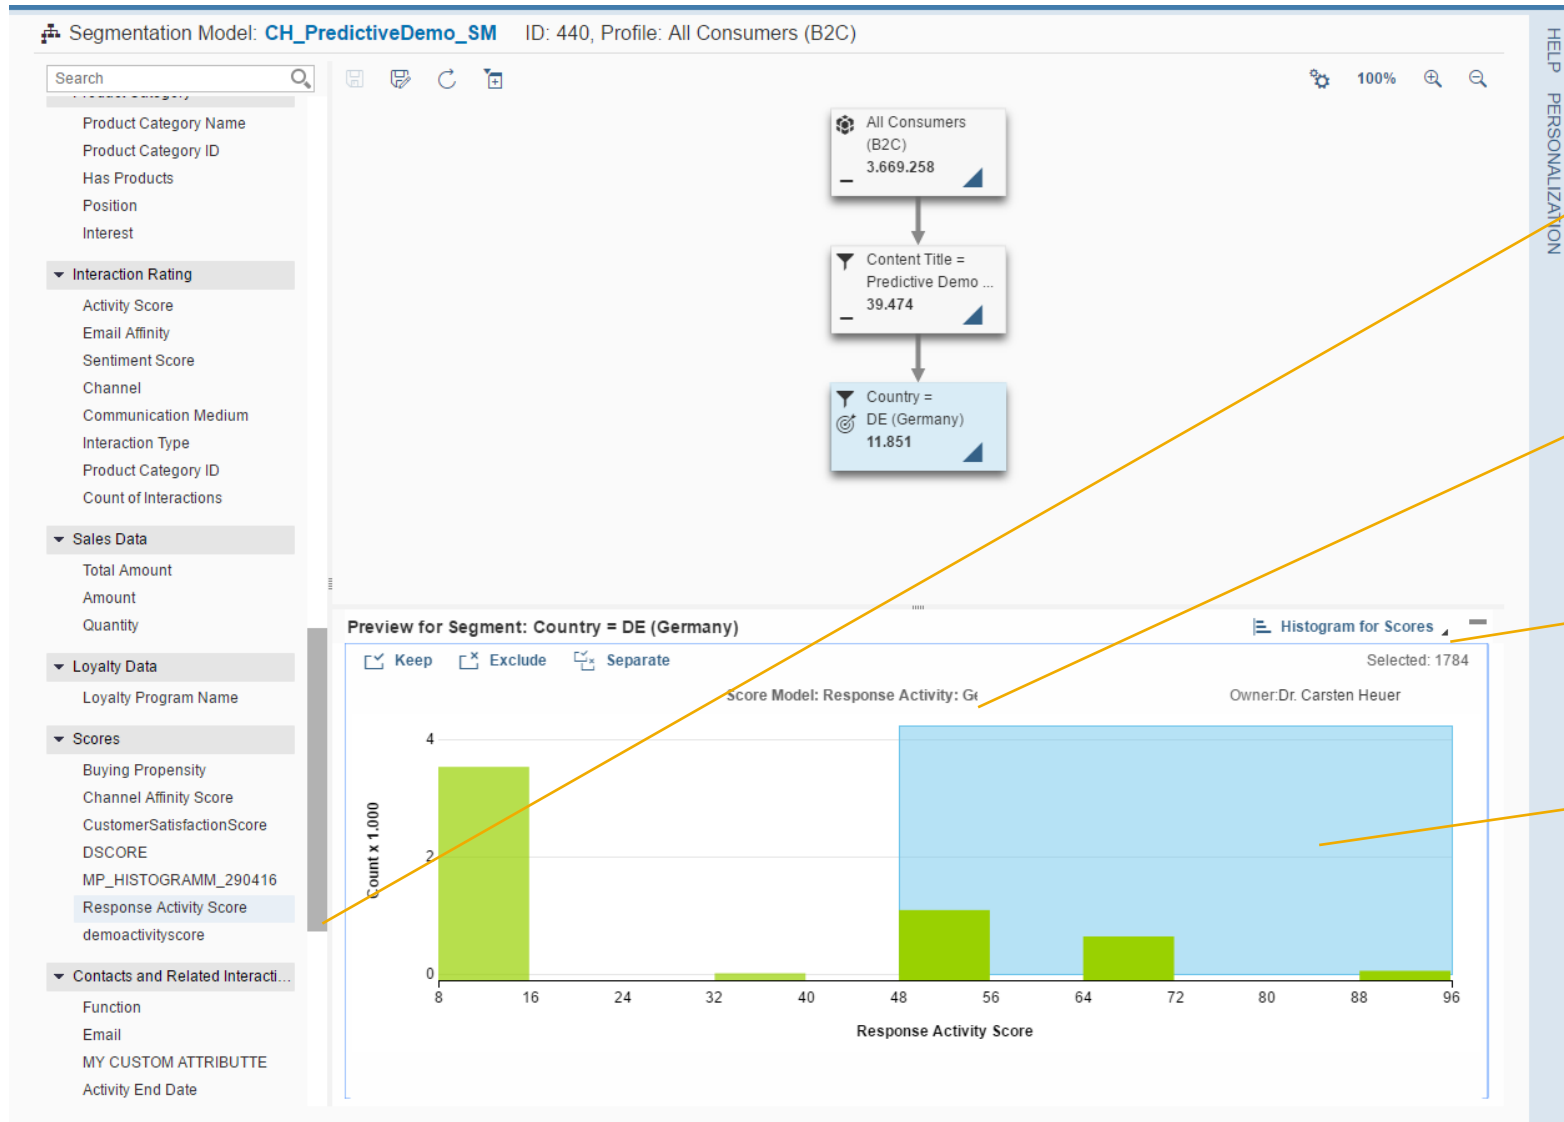 Segmentation Model: CH_PredictiveDemo_SM ID: 440, Profile: All Consumers (B2C)
HELP
PERSONALIZATION
Search
100%
Product Category
Product Category Name
Product Category ID
Has Products
Position
Interest
Interaction Rating
Activity Score
Email Affinity
Sentiment Score
Channel
Communication Medium
Interaction Type
Product Category ID
Count of Interactions
Sales Data
Total Amount
Amount
Quantity
Loyalty Data
Loyalty Program Name
Scores
Buying Propensity
Channel Affinity Score
CustomerSatisfactionScore
DSCORE
MP_HISTOGRAMM_290416
Response Activity Score
demoactivityscore
Contacts and Related Interacti...
Function
Email
MY CUSTOM ATTRIBUTTE
Activity End Date
All Consumers
(B2C)
3.669.258
Content Title =
Predictive Demo ...
39.474
Country =
DE (Germany)
11.851
Preview for Segment: Country = DE (Germany)
Histogram for Scores
Keep Exclude Separate
Selected: 1784
Score Model: Response Activity: Ge
Owner:Dr. Carsten Heuer
Count x 1.000
4
2
0
8 16 24 32 40 48 56 64 72 80 88 96
Response Activity Score